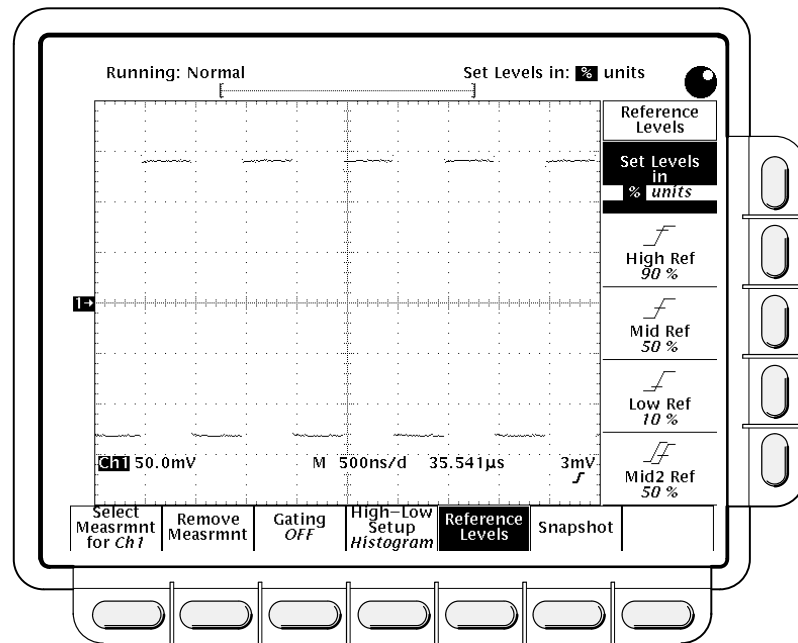 Running: Normal
Set Levels in: % units
Reference
Levels
Set Levels
in
% units
High Ref
90 %
Mid Ref
50 %
Low Ref
10 %
Mid2 Ref
50 %
1→
Ch1 50.0mV M 500ns/d 35.541µs 3mV
Select
Measrmnt
for Ch1
Remove
Measrmnt
Gating
OFF
High–Low
Setup
Histogram
Reference
Levels
Snapshot